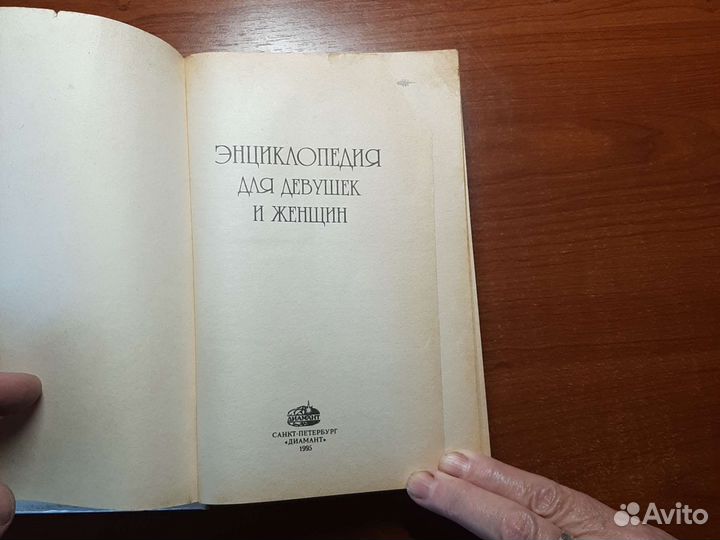 ЭНЦИКЛОПЕДИЯ
ДЛЯ ДЕВУШЕК
И ЖЕНЩИН
ДИАМАНТ
САНКТ-ПЕТЕРБУРГ
«ДИАМАНТ»
1995
Avito